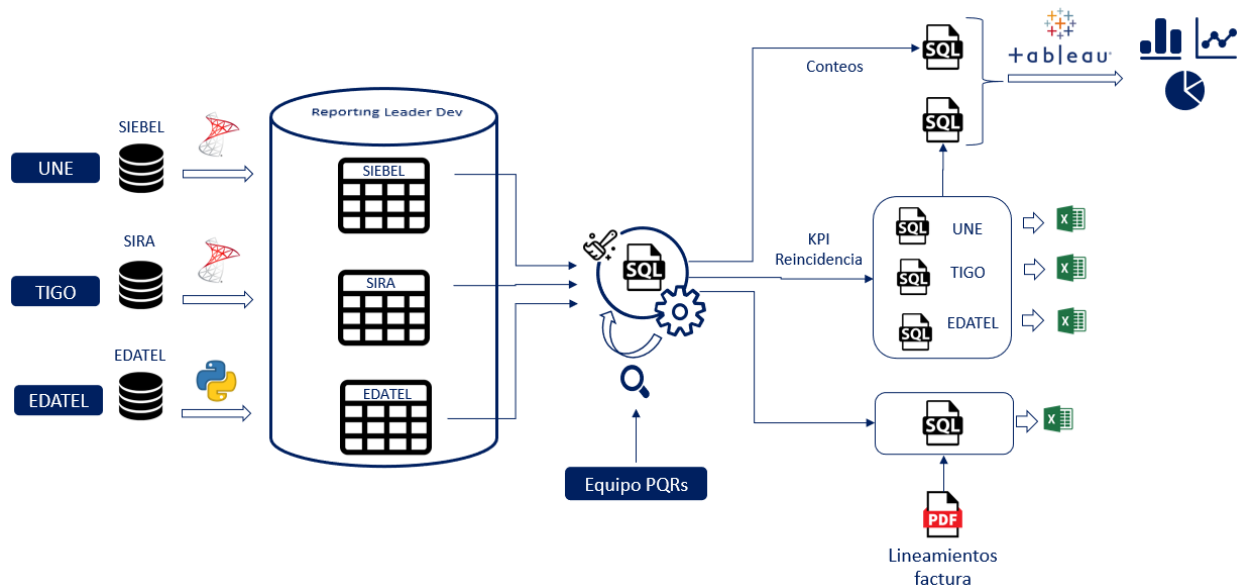 Reporting Leader Dev
SIEBEL
UNE
SIEBEL
SIRA
TIGO
SIRA
EDATEL
EDATEL
EDATEL
SQL
Equipo PQRs
Conteos
SQL
SQL
+ a b | e a u
KPI
Reincidencia
SQL
UNE
X
SQL
TIGO
X
SQL
EDATEL
X
SQL
X
PDF
Lineamientos
factura